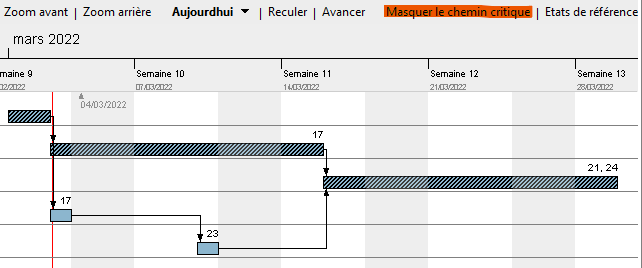 Zoom avant | Zoom arrière Aujourd'hui | Reculer | Avancer Masquer le chemin critique | Etats de référence
mars 2022
maine 9 Semaine 10 Semaine 11 Semaine 12 Semaine 13
02/2022 07/03/2022 14/03/2022 21/03/2022 28/03/2022
04/03/2022
17
21, 24
17
23